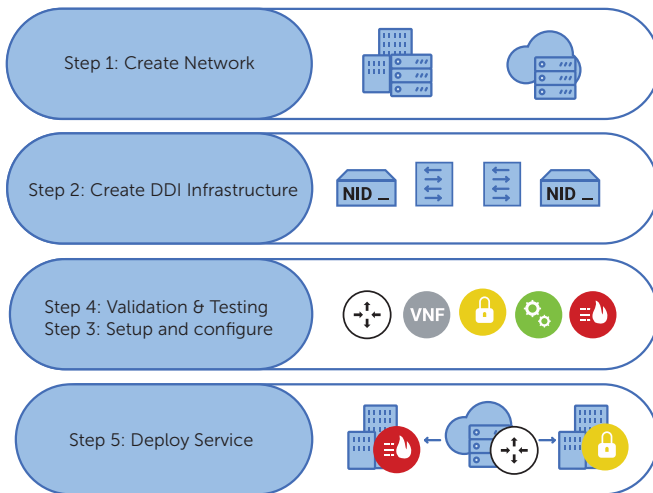 Step 1: Create Network
Step 2: Create DDI Infrastructure
NID _
NID _
Step 4: Validation & Testing
Step 3: Setup and configure
VNF
Step 5: Deploy Service